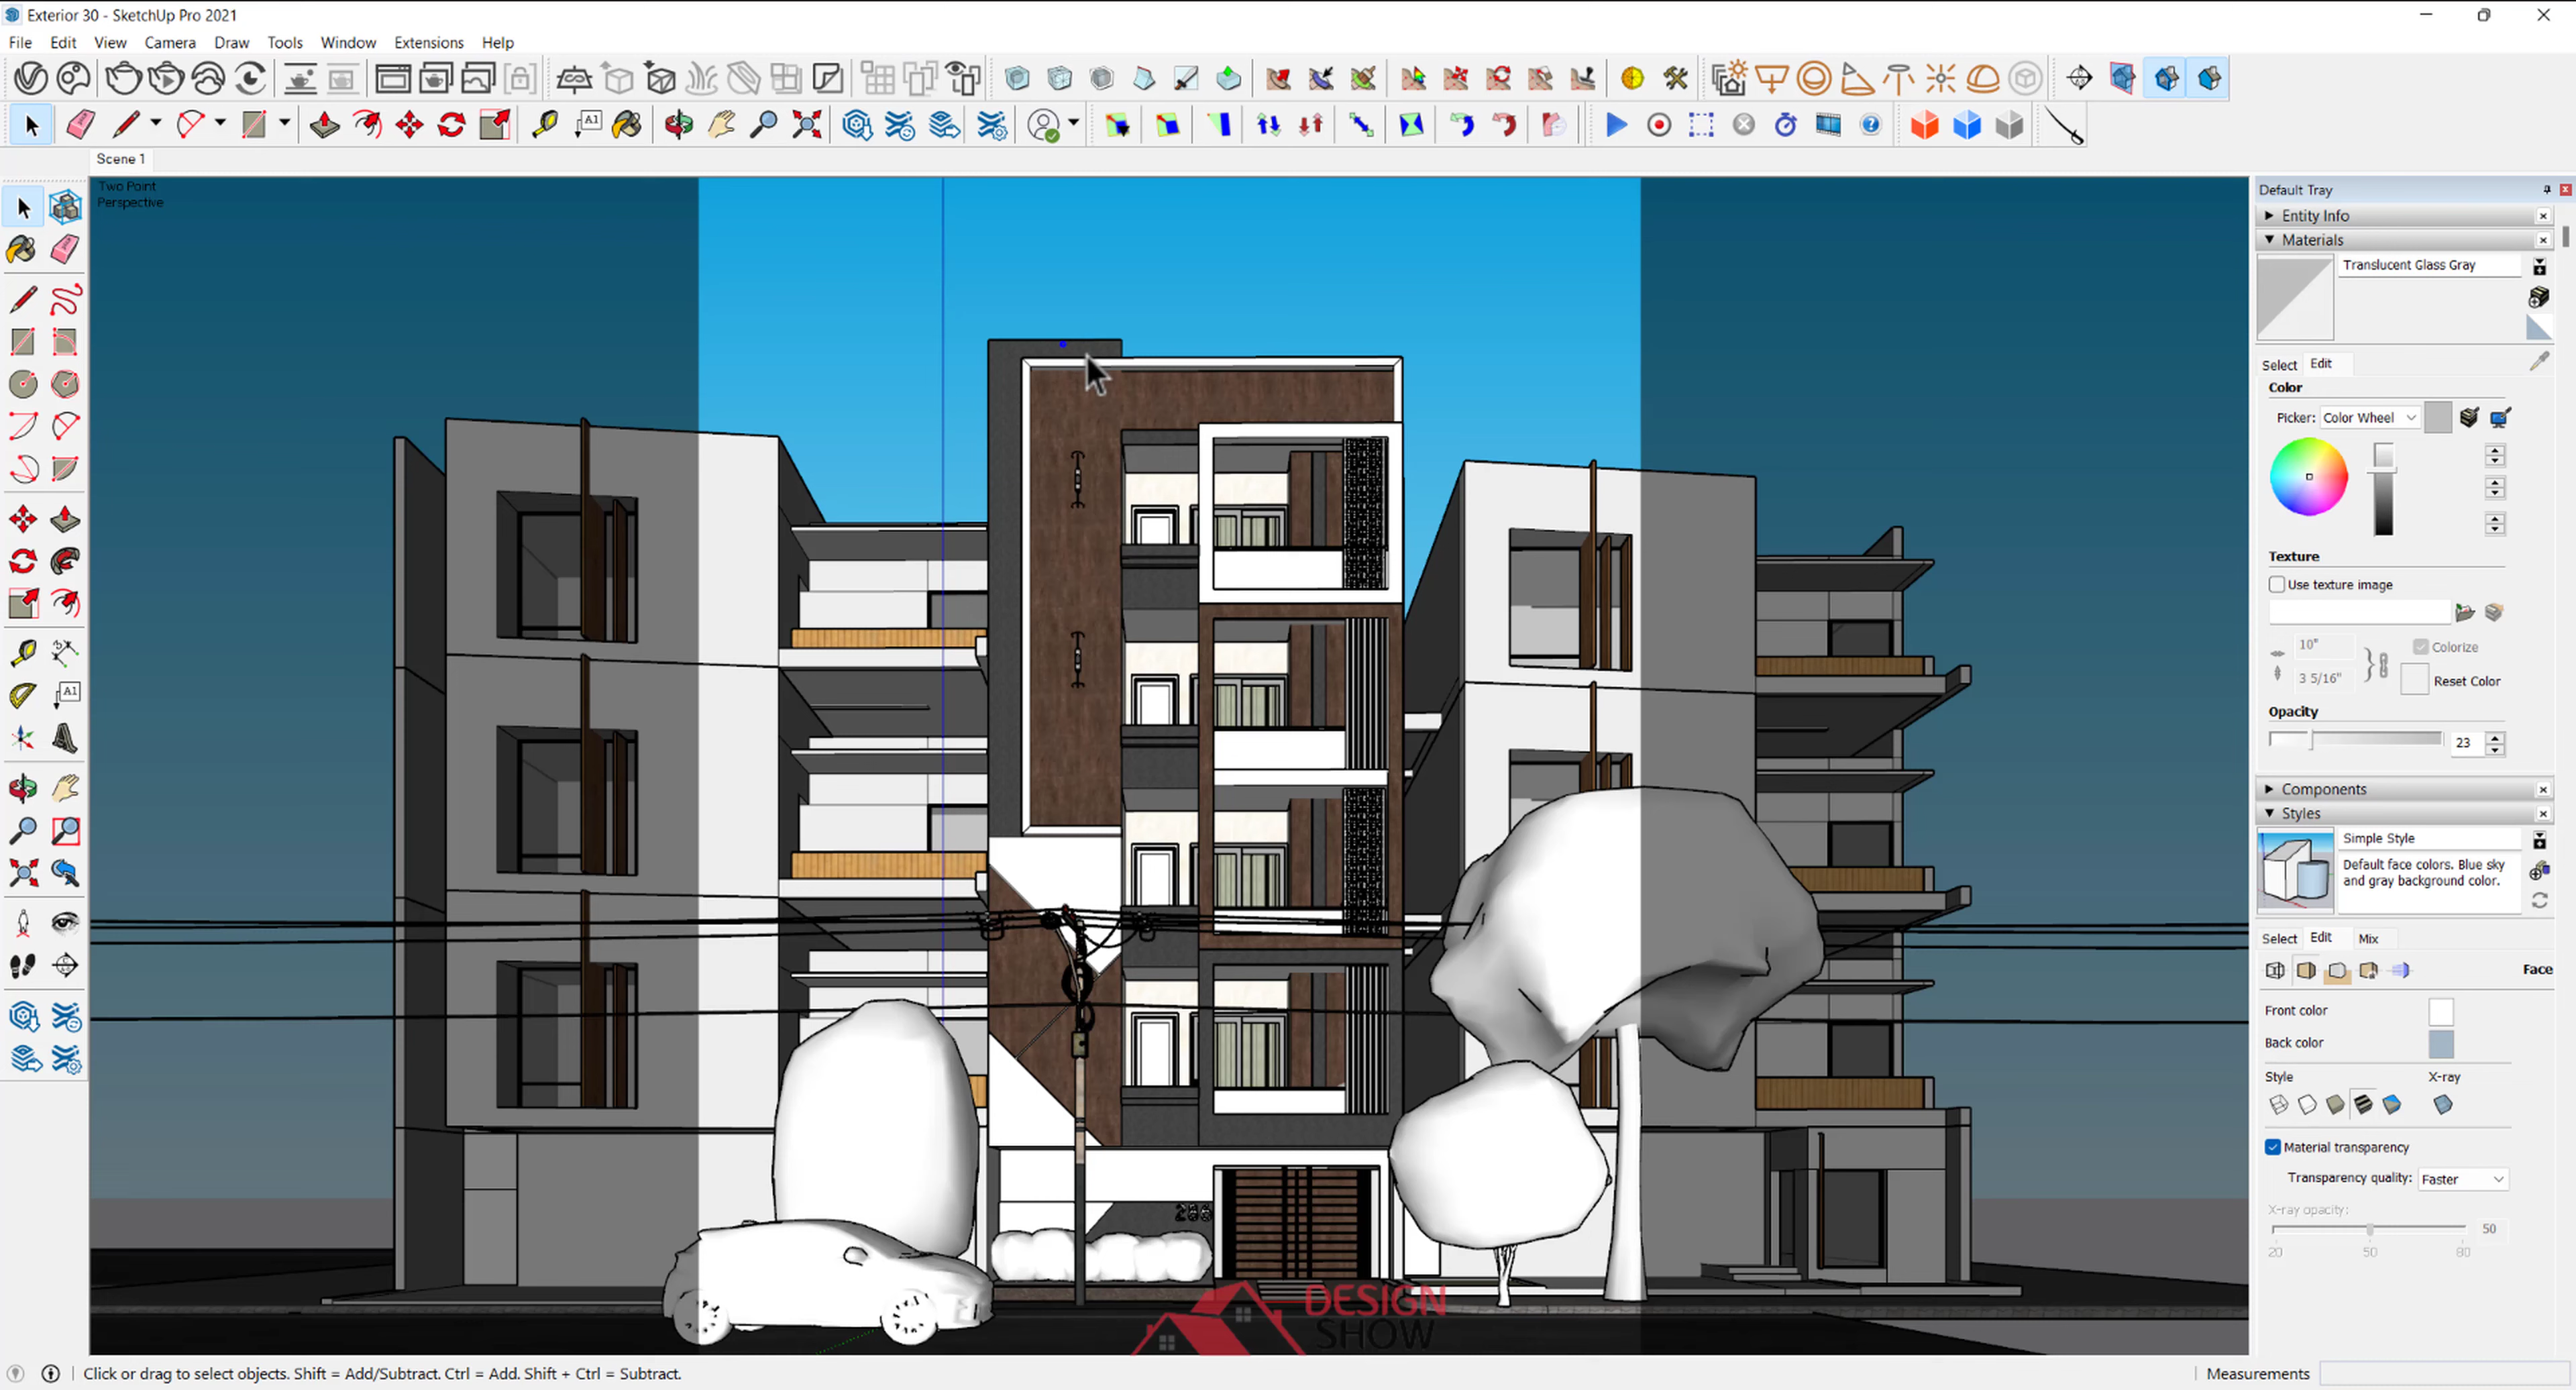 Exterior 30 - SketchUp Pro 2021
File Edit View Camera Draw Tools Window Extensions Help
A1
Scene 1
Two Point
Perspective
Default Tray
Entity Info
Materials
Translucent Glass Gray
Select Edit
Color
Picker: Color Wheel
Texture
Use texture image
10"
Colorize
3 5/16"
Reset Color
Opacity
23
A1
Components
Styles
Simple Style
Default face colors. Blue sky
and gray background color.
Select Edit Mix
Face
Front color
Back color
Style X-ray
Material transparency
Transparency quality: Faster
X-ray opacity:
50
20 50 80
286
DESIGN
SHOW
Click or drag to select objects. Shift = Add/Subtract. Ctrl = Add. Shift + Ctrl = Subtract.
Measurements